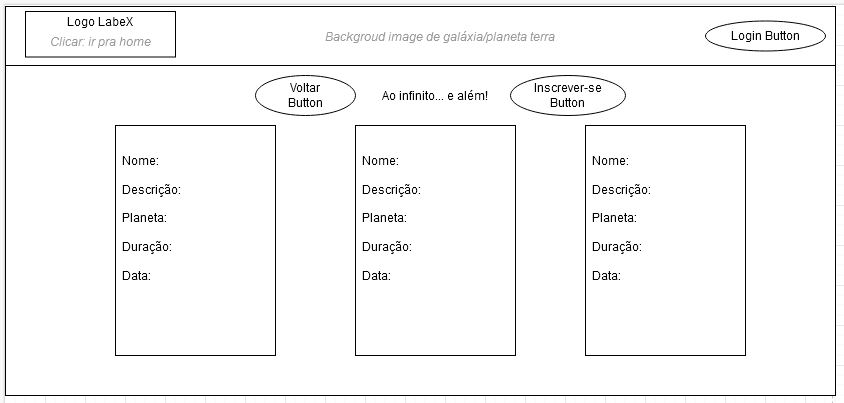 Logo LabeX
Clicar: ir pra home
Backgroud image de galáxia/planeta terra
Login Button
Voltar
Button
Ao infinito... e além!
Inscrever-se
Button
Nome:
Descrição:
Planeta:
Duração:
Data:
Nome:
Descrição:
Planeta:
Duração:
Data:
Nome:
Descrição:
Planeta:
Duração:
Data: